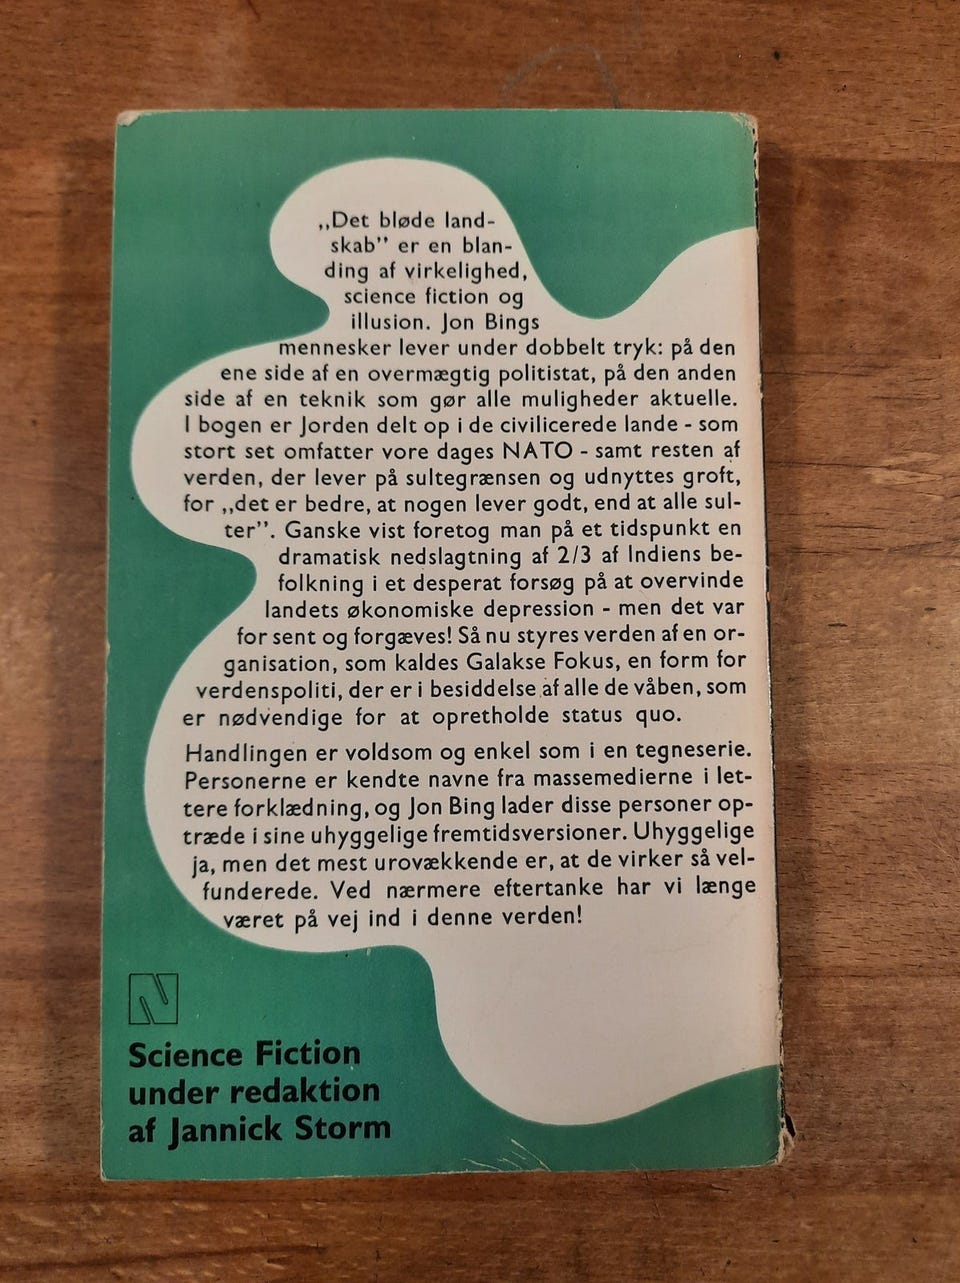 „Det bløde land-
skab” er en blan-
ding af virkelighed,
science fiction og
illusion. Jon Bings
mennesker lever under dobbelt tryk: på den
ene side af en overmægtig politistat, på den anden
side af en teknik som gør alle muligheder aktuelle.
I bogen er Jorden delt op i de civilicerede lande - som
stort set omfatter vore dages NATO - samt resten af
verden, der lever på sultegrænsen og udnyttes groft,
for „det er bedre, at nogen lever godt, end at alle sul-
ter”. Ganske vist foretog man på et tidspunkt en
dramatisk nedslagtning af 2/3 af Indiens be-
folkning i et desperat forsøg på at overvinde
landets økonomiske depression - men det var
for sent og forgæves! Så nu styres verden af en or-
ganisation, som kaldes Galakse Fokus, en form for
verdenspoliti, der er i besiddelse af alle de våben, som
er nødvendige for at opretholde status quo.
Handlingen er voldsom og enkel som i en tegneserie.
Personerne er kendte navne fra massemedierne i let-
tere forklædning, og Jon Bing lader disse personer op-
træde i sine uhyggelige fremtidsversioner. Uhyggelige
ja, men det mest urovækkende er, at de virker så vel-
funderede. Ved nærmere eftertanke har vi længe
været på vej ind i denne verden!
N
Science Fiction
under redaktion
af Jannick Storm